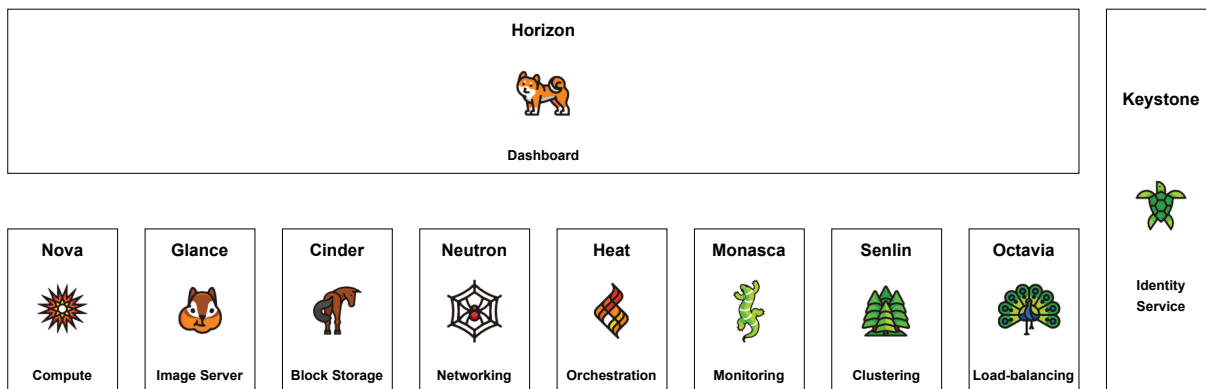 Horizon
Dashboard
Keystone
Identity
Service
Nova
Compute
Glance
Image Server
Cinder
Block Storage
Neutron
Networking
Heat
Orchestration
Monasca
Monitoring
Senlin
Clustering
Octavia
Load-balancing